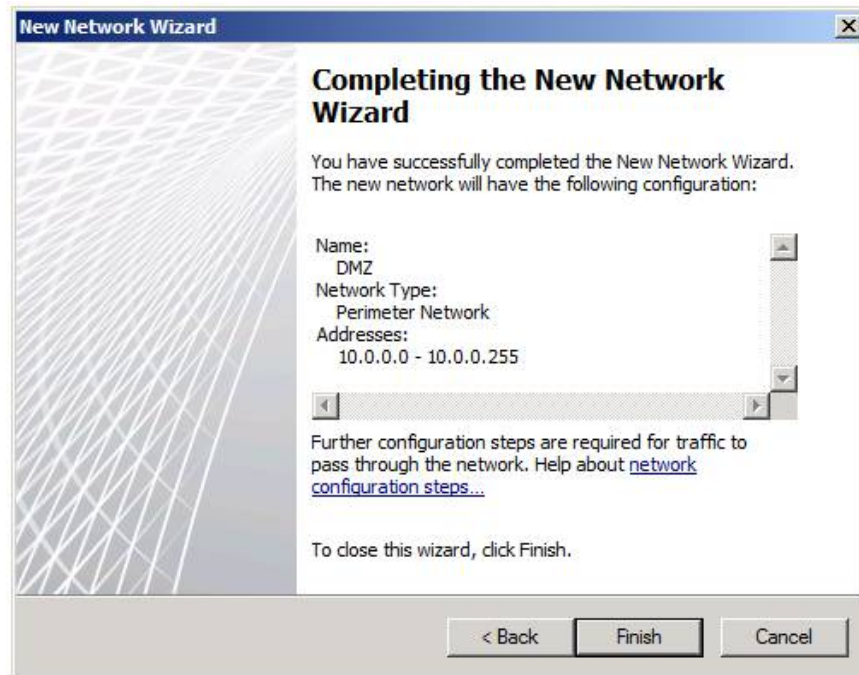 New Network Wizard
Completing the New Network
Wizard
You have successfully completed the New Network Wizard.
The new network will have the following configuration:
Name:
DMZ
Network Type:
Perimeter Network
Addresses:
10.0.0.0 - 10.0.0.255
Further configuration steps are required for traffic to
pass through the network. Help about network
configuration steps...
To close this wizard, click Finish.
< Back
Finish
Cancel